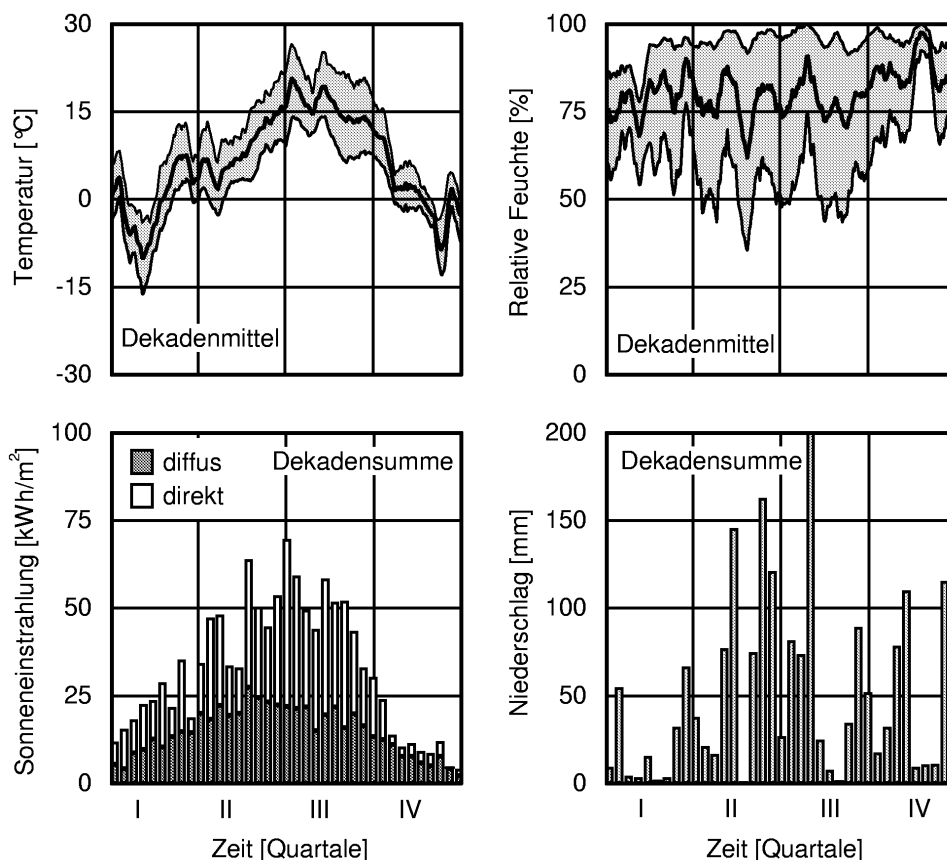 Temperatur [°C]
30
15
0
-15
-30
Dekadenmittel
Relative Feuchte [%]
100
75
50
25
0
Dekadenmittel
Sonneneinstrahlung [kWh/m²]
100
75
50
25
0
diffus
direkt
Dekadensumme
I II III IV
Zeit [Quartale]
Niederschlag [mm]
200
150
100
50
0
Dekadensumme
I II III IV
Zeit [Quartale]